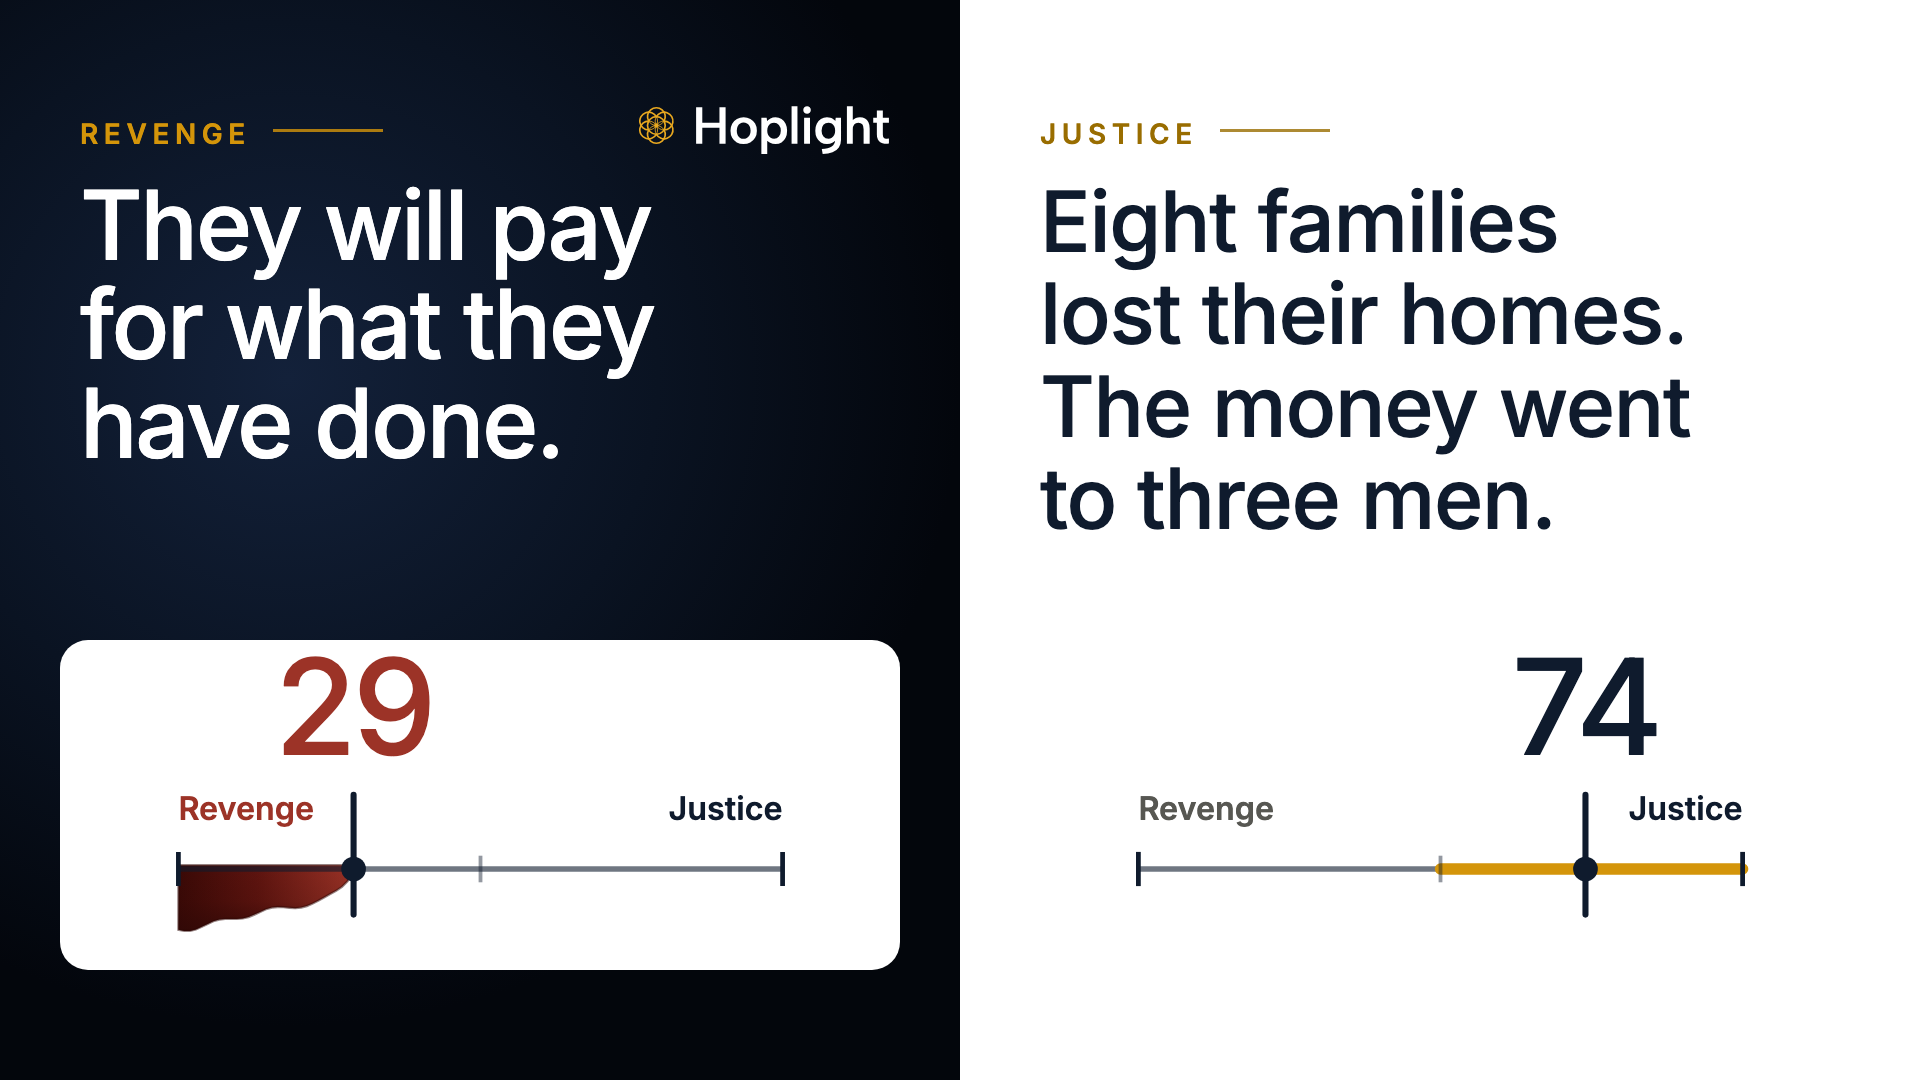 REVENGE
Hoplight
They will pay
for what they
have done.
29
Revenge
Justice
JUSTICE
Eight families
lost their homes.
The money went
to three men.
74
Revenge
Justice